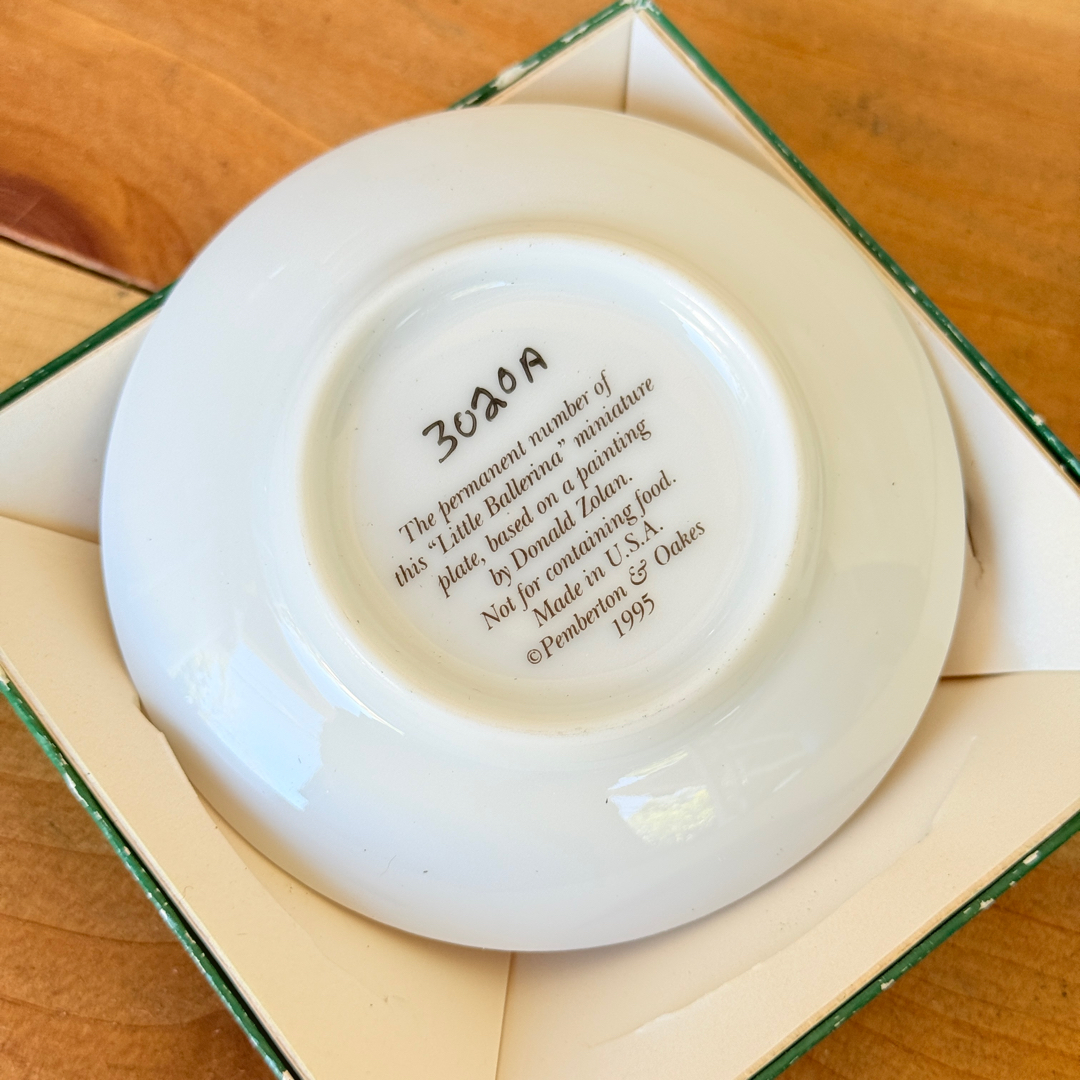 3020A
The permanent number of
this “Little Ballerina” miniature
plate, based on a painting
by Donald Zolan.
Not for containing food.
Made in U.S.A.
©Pemberton & Oakes
1995